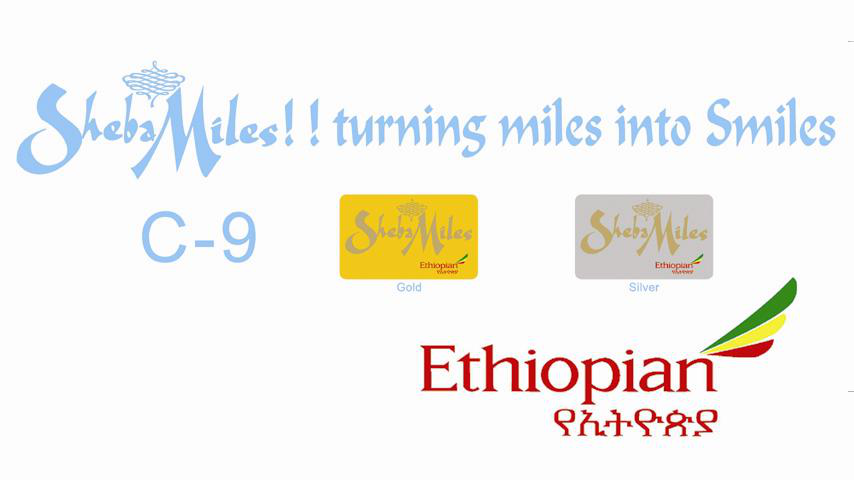 ShebaMiles!! turning miles into Smiles
C-9
ShebaMiles
Ethiopian
የኢትዮጵያ
Gold
ShebaMiles
Ethiopian
የኢትዮጵያ
Silver
Ethiopian
የኢትዮጵያ